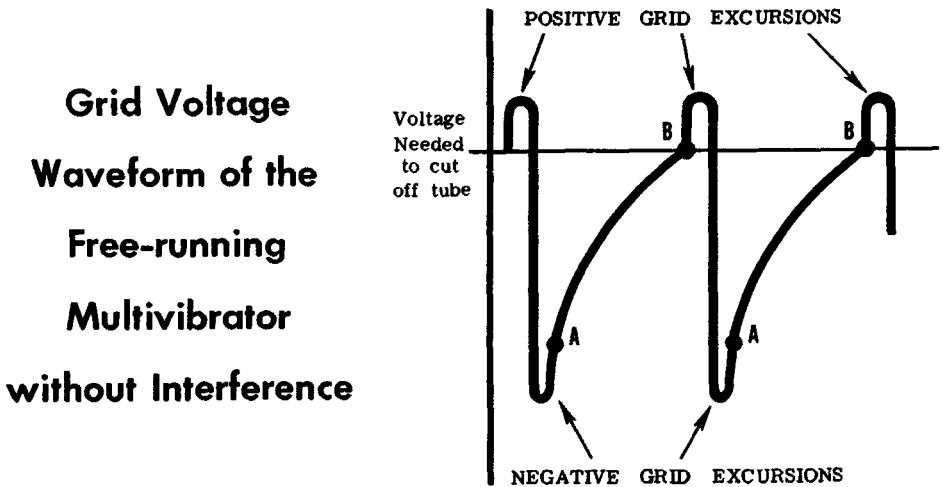 Grid Voltage
Waveform of the
Free-running
Multivibrator
without Interference
POSITIVE GRID EXCURSIONS
Voltage
Needed
to cut
off tube
B
B
A
A
NEGATIVE GRID EXCURSIONS